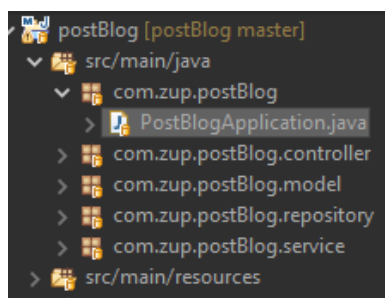 postBlog [postBlog master]
src/main/java
com.zup.postBlog
PostBlogApplication.java
com.zup.postBlog.controller
com.zup.postBlog.model
com.zup.postBlog.repository
com.zup.postBlog.service
src/main/resources